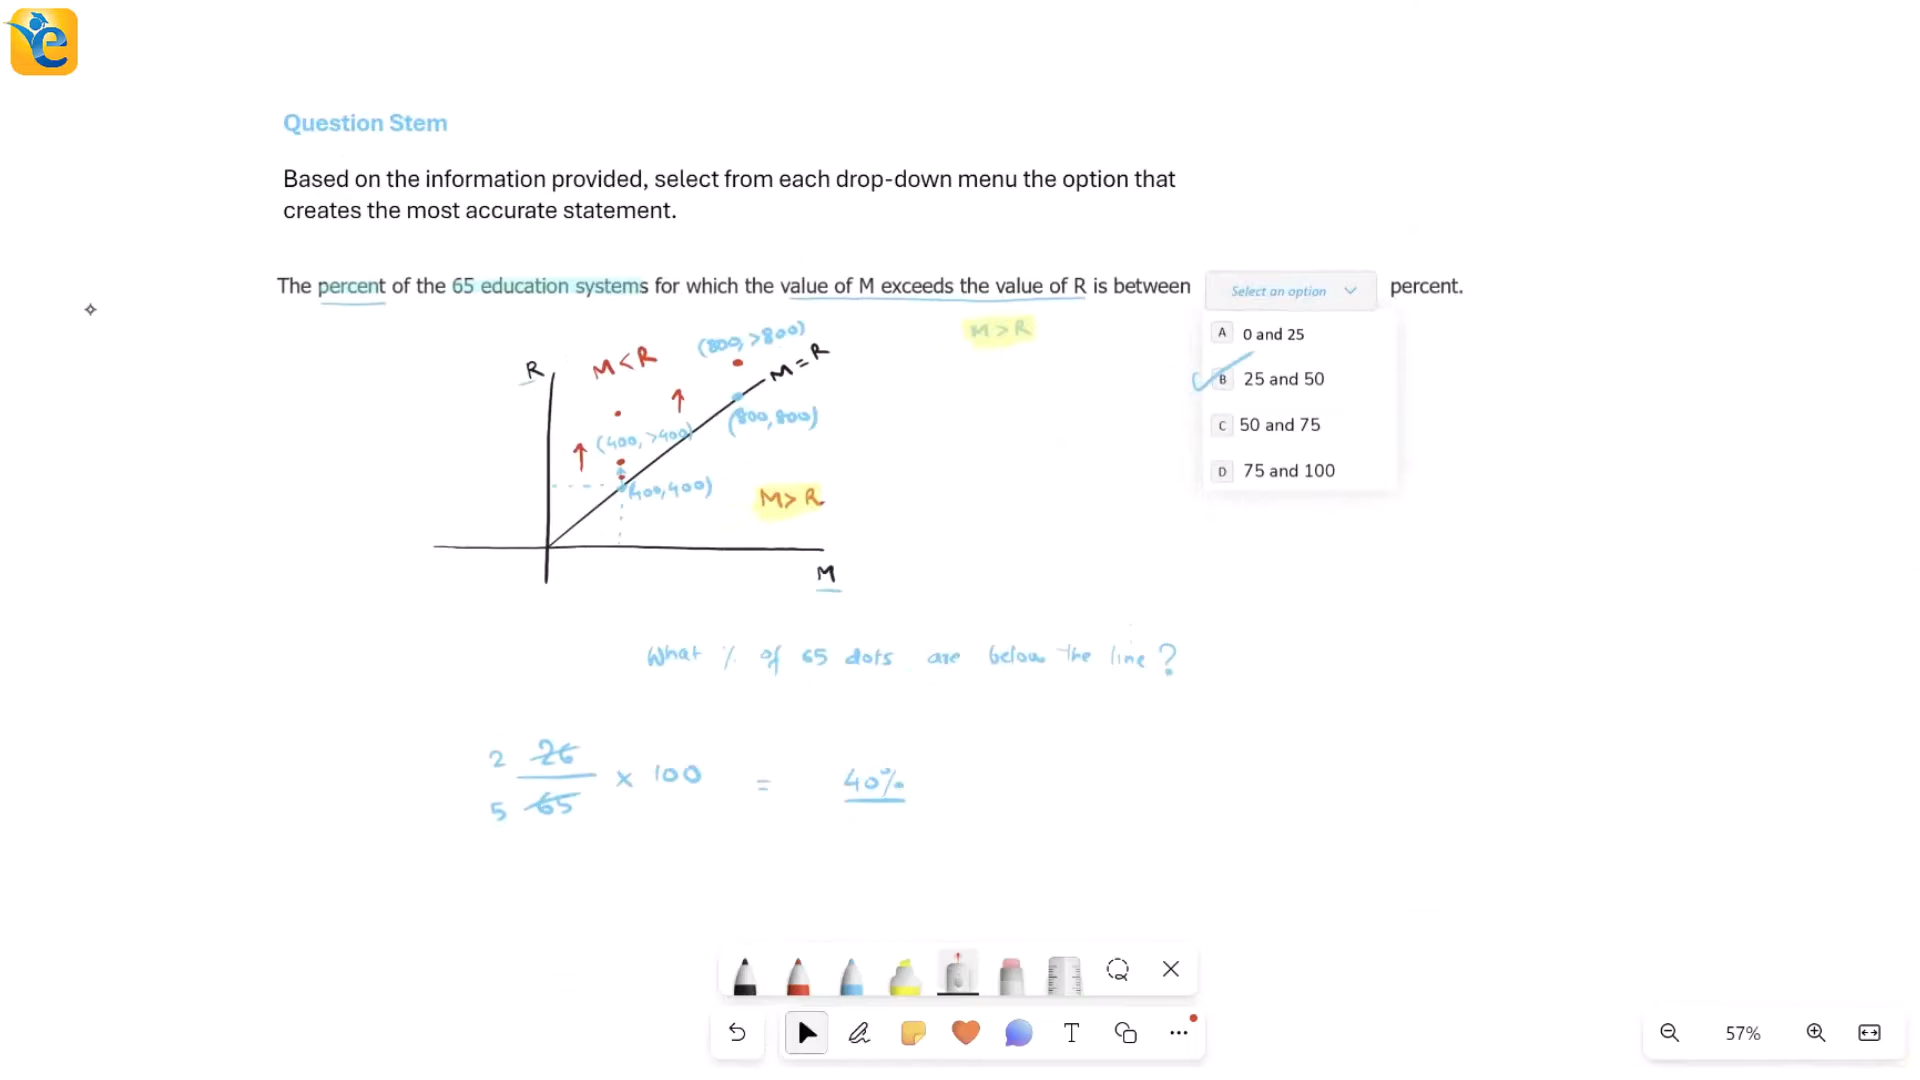 e
Question Stem
Based on the information provided, select from each drop-down menu the option that
creates the most accurate statement.
The percent of the 65 education systems for which the value of M exceeds the value of R is between Select an option percent.
M > R
A 0 and 25
B 25 and 50
C 50 and 75
D 75 and 100
R
M < R
(800, >800)
M = R
(800, 800)
(400, >400)
(400,400)
M > R
M
What % of 65 dots are below the line?
2 26
5 65
× 100 = 40%
T
57%